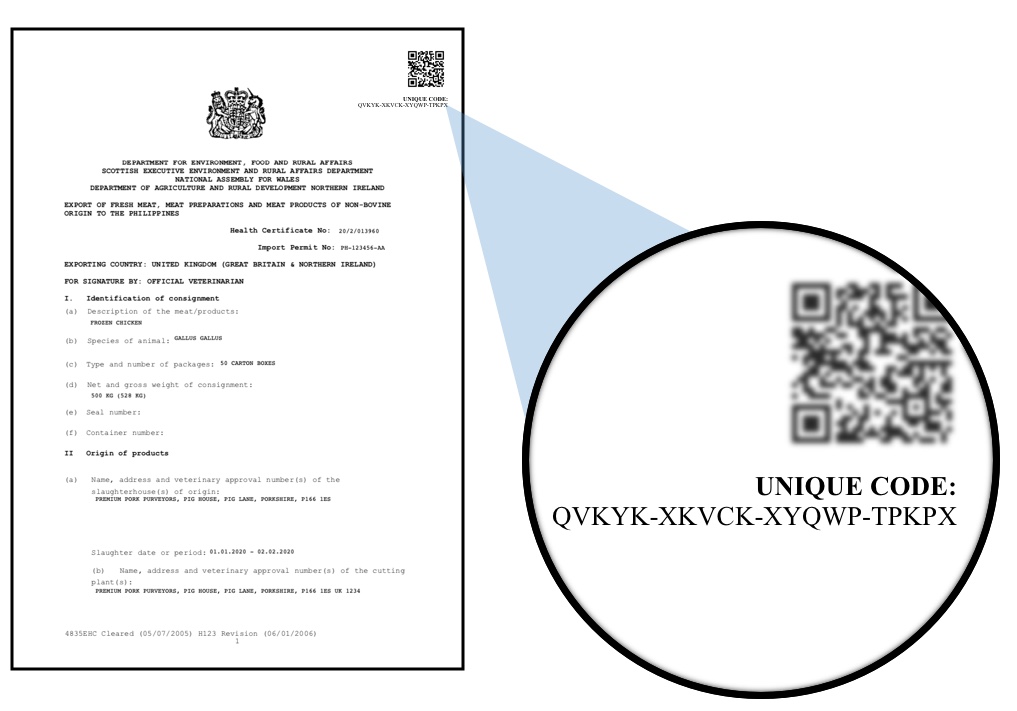 UNIQUE CODE:
QVKYK-XKVCK-XYQWP-TPKPX
DEPARTMENT FOR ENVIRONMENT, FOOD AND RURAL AFFAIRS
SCOTTISH EXECUTIVE ENVIRONMENT AND RURAL AFFAIRS DEPARTMENT
NATIONAL ASSEMBLY FOR WALES
DEPARTMENT OF AGRICULTURE AND RURAL DEVELOPMENT NORTHERN IRELAND
EXPORT OF FRESH MEAT, MEAT PREPARATIONS AND MEAT PRODUCTS OF NON-BOVINE
ORIGIN TO THE PHILIPPINES
Health Certificate No: 20/2/013960
Import Permit No: PH-123456-AA
EXPORTING COUNTRY: UNITED KINGDOM (GREAT BRITAIN & NORTHERN IRELAND)
FOR SIGNATURE BY: OFFICIAL VETERINARIAN
I. Identification of consignment
(a) Description of the meat/products:
FROZEN CHICKEN
(b) Species of animal: GALLUS GALLUS
(c) Type and number of packages: 50 CARTON BOXES
(d) Net and gross weight of consignment:
500 KG (528 KG)
(e) Seal number:
(f) Container number:
II Origin of products
(a) Name, address and veterinary approval number(s) of the
slaughterhouse(s) of origin:
PREMIUM PORK PURVEYORS, PIG HOUSE, PIG LANE, PORKSHIRE, P166 1ES
Slaughter date or period: 01.01.2020 - 02.02.2020
(b) Name, address and veterinary approval number(s) of the cutting
plant(s):
PREMIUM PORK PURVEYORS, PIG HOUSE, PIG LANE, PORKSHIRE, P166 1ES UK 1234
4835EHC Cleared (05/07/2005) H123 Revision (06/01/2006)
1
UNIQUE CODE:
QVKYK-XKVCK-XYQWP-TPKPX